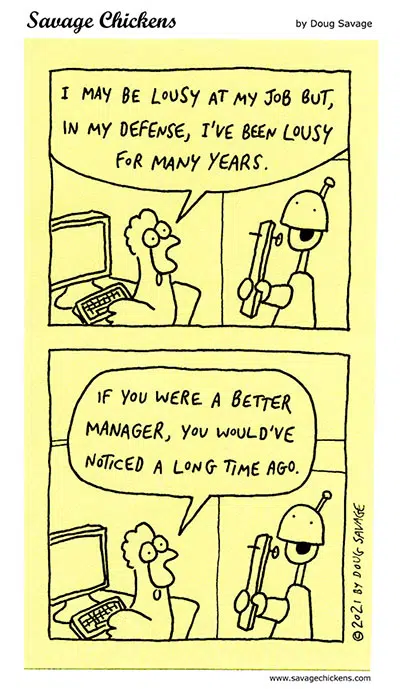 Savage Chickens
by Doug Savage
I MAY BE LOUSY AT MY JOB BUT,
IN MY DEFENSE, I'VE BEEN LOUSY
FOR MANY YEARS.
IF YOU WERE A BETTER
MANAGER, YOU WOULD'VE
NOTICED A LONG TIME AGO.
© 2021 BY DOUG SAVAGE
www.savagechickens.com